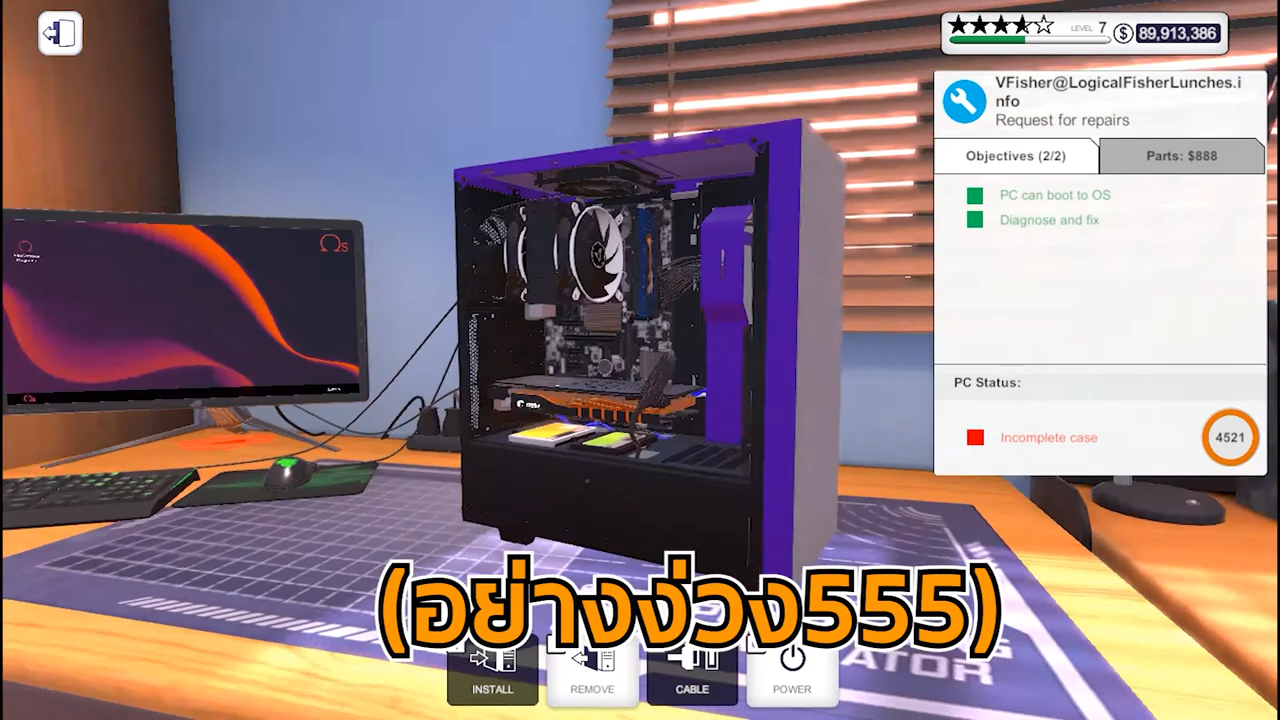 LEVEL 7
$ 89,913,386
VFisher@LogicalFisherLunches.i
nfo
Request for repairs
Objectives (2/2)
Parts: $888
PC can boot to OS
Diagnose and fix
PC Status:
Incomplete case
4521
Ωs
(อย่างง่วง555)
ATOR
INSTALL
REMOVE
CABLE
POWER